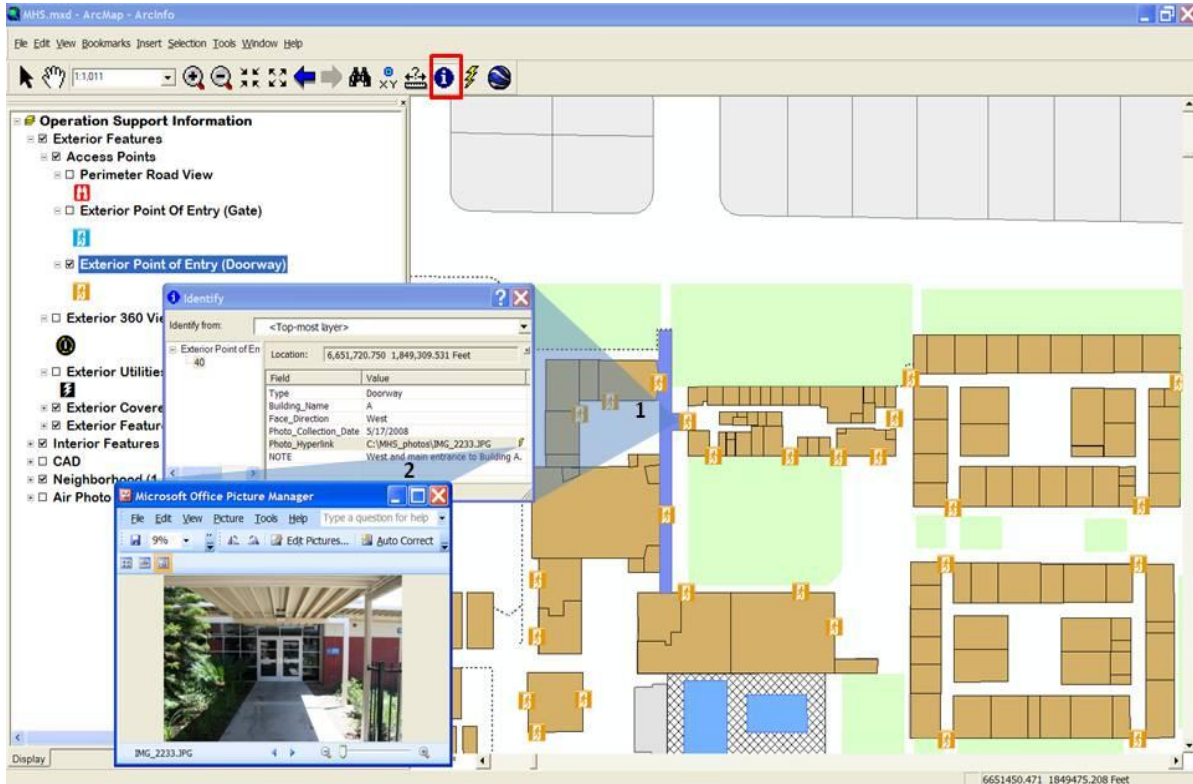 MHS.mxd - ArcMap - ArcInfo
File Edit View Bookmarks Insert Selection Tools Window Help
1:1,011
XY
Operation Support Information
Exterior Features
Access Points
Perimeter Road View
Exterior Point Of Entry (Gate)
Exterior Point of Entry (Doorway)
Exterior 360 Vie
Exterior Utilitie
Exterior Covere
Exterior Featur
Interior Features
CAD
Neighborhood (1
Air Photo
Display
Identify
Identify from: <Top-most layer>
Exterior Point of En
40
Location: 6,651,720.750 1,849,309.531 Feet
Field Value
Type Doorway
Building_Name A
Face_Direction West
Photo_Collection_Date 5/17/2008
Photo_Hyperlink C:\MHS_photos\IMG_2233.JPG
NOTE West and main entrance to Building A.
1
2
Microsoft Office Picture Manager
File Edit View Picture Tools Help Type a question for help
9% Edit Pictures... Auto Correct
IMG_2233.JPG
6651450.471 1849475.208 Feet